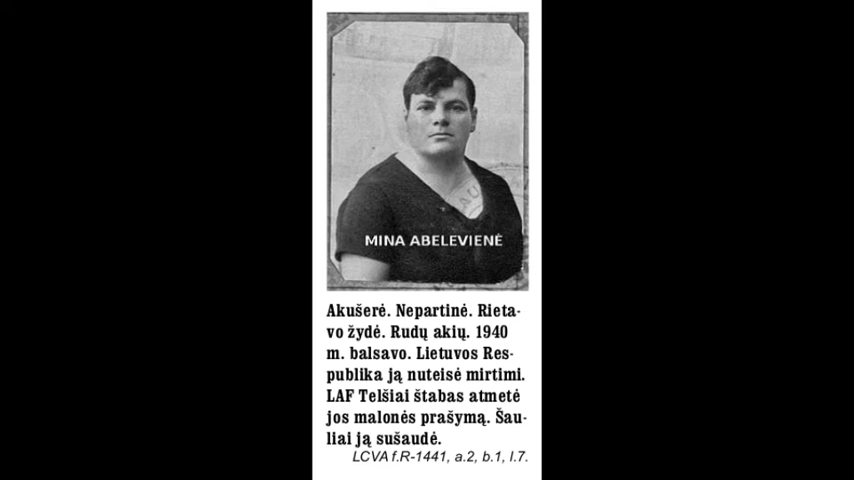 MINA ABELEVIENĖ
Akušerė. Nepartinė. Rieta-
vo žydė. Rudų akių. 1940
m. balsavo. Lietuvos Res-
publika ją nuteisė mirtimi.
LAF Telšiai štabas atmetė
jos malonės prašymą. Šau-
liai ją sušaudė.
LCVA f.R-1441, a.2, b.1, l.7.